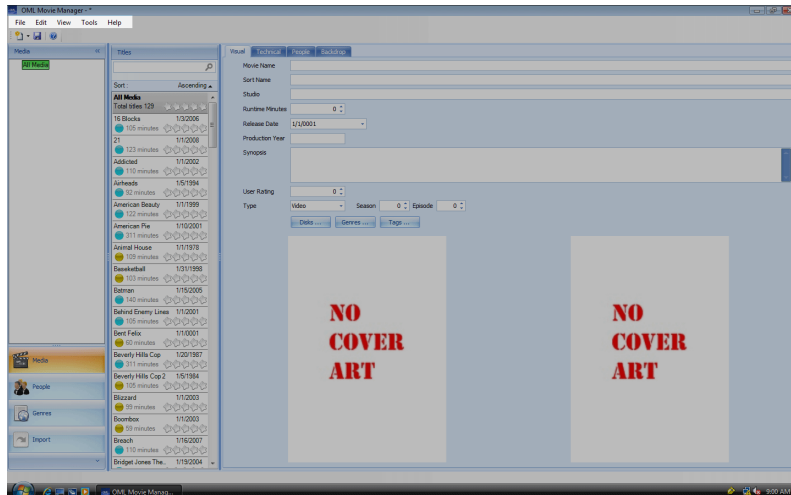 OML Movie Manager - *
File Edit View Tools Help
Media «
Titles
Visual Technical People Backdrop
All Media
Movie Name
Sort Name
Sort : Ascending
Studio
All Media
Total titles 129
Runtime Minutes 0
16 Blocks 1/3/2006
105 minutes
Release Date 1/1/0001
21 1/1/2008
123 minutes
Production Year
Addicted 1/1/2002
110 minutes
Synopsis
Airheads 1/5/1994
92 minutes
User Rating 0
American Beauty 1/1/1999
122 minutes
Type Video Season 0 Episode 0
American Pie 1/10/2001
311 minutes
Disks ... Genres ... Tags ...
Animal House 1/1/1978
109 minutes
Baseketball 1/31/1998
103 minutes
Batman 1/15/2005
140 minutes
Behind Enemy Lines 1/1/2001
105 minutes
Bent Felix 1/1/0001
60 minutes
Beverly Hills Cop 1/20/1987
311 minutes
Beverly Hills Cop 2 1/5/1984
105 minutes
Blizzard 1/1/2003
99 minutes
Boombox 1/1/2003
59 minutes
Breach 1/16/2007
110 minutes
Bridget Jones The.. 1/19/2004
NO
COVER
ART
NO
COVER
ART
Media
People
Genres
Import
OML Movie Manag...
9:00 AM